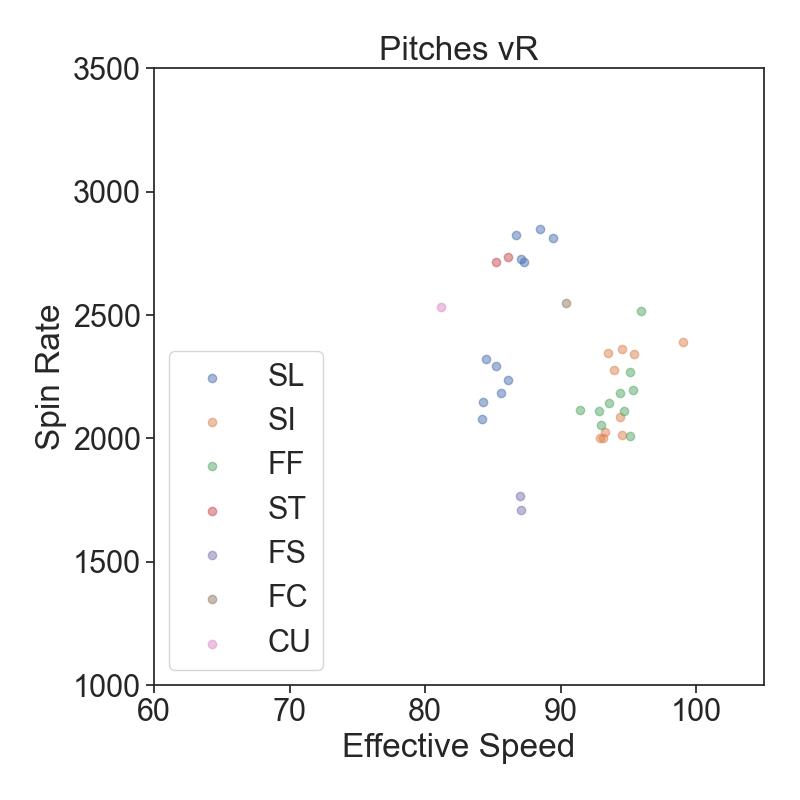 Pitches vR
3500
3000
2500
2000
1500
1000
Spin Rate
SL
SI
FF
ST
FS
FC
CU
60
70
80
90
100
Effective Speed